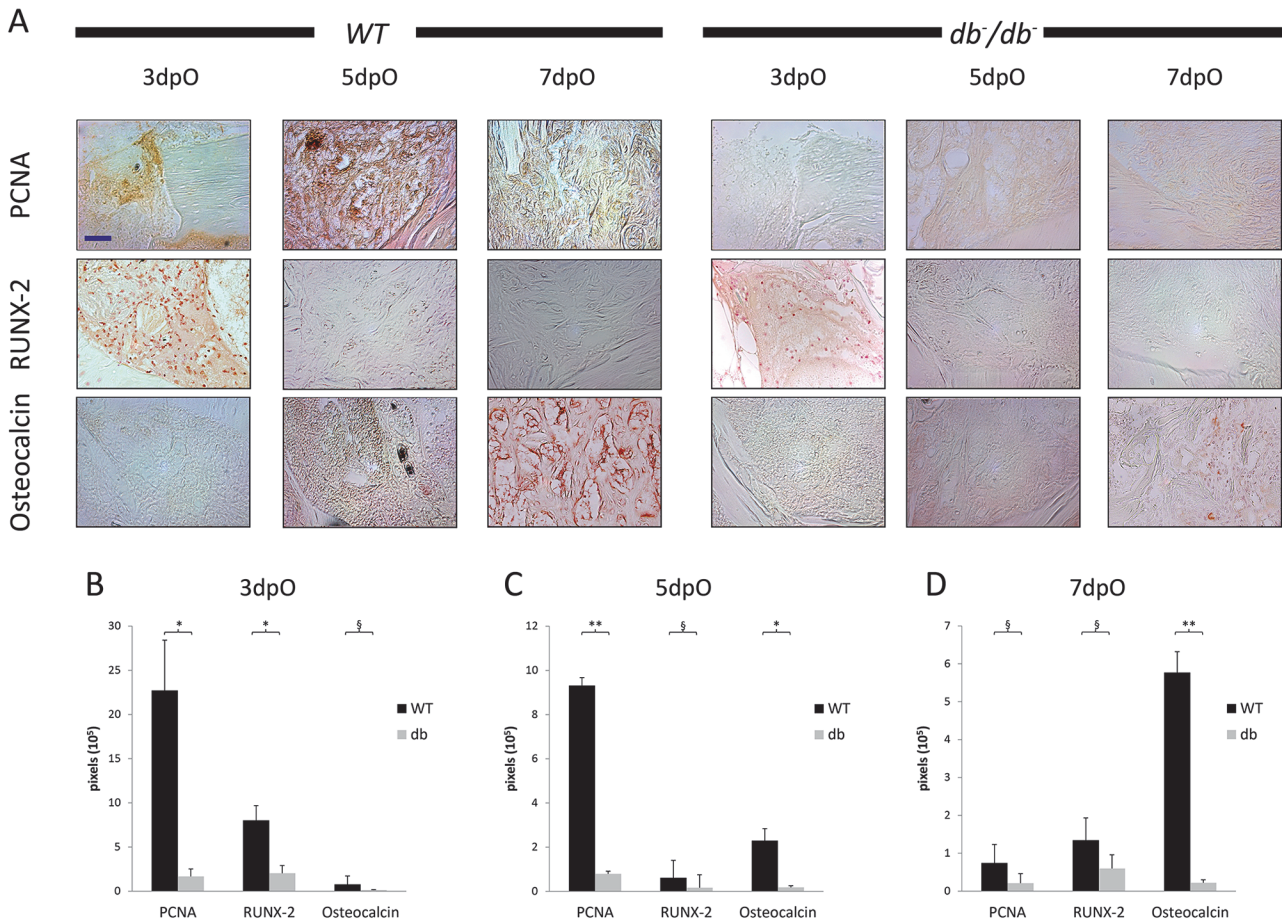 A
WT db⁻/db⁻
3dpO 5dpO 7dpO 3dpO 5dpO 7dpO
PCNA
RUNX-2
Osteocalcin
B 3dpO
30
25
20
15
10
5
0
pixels (10⁵)
* * §
WT
db
PCNA RUNX-2 Osteocalcin
C 5dpO
12
10
8
6
4
2
0
pixels (10⁵)
** § *
WT
db
PCNA RUNX-2 Osteocalcin
D 7dpO
7
6
5
4
3
2
1
0
pixels (10⁵)
§ § **
WT
db
PCNA RUNX-2 Osteocalcin